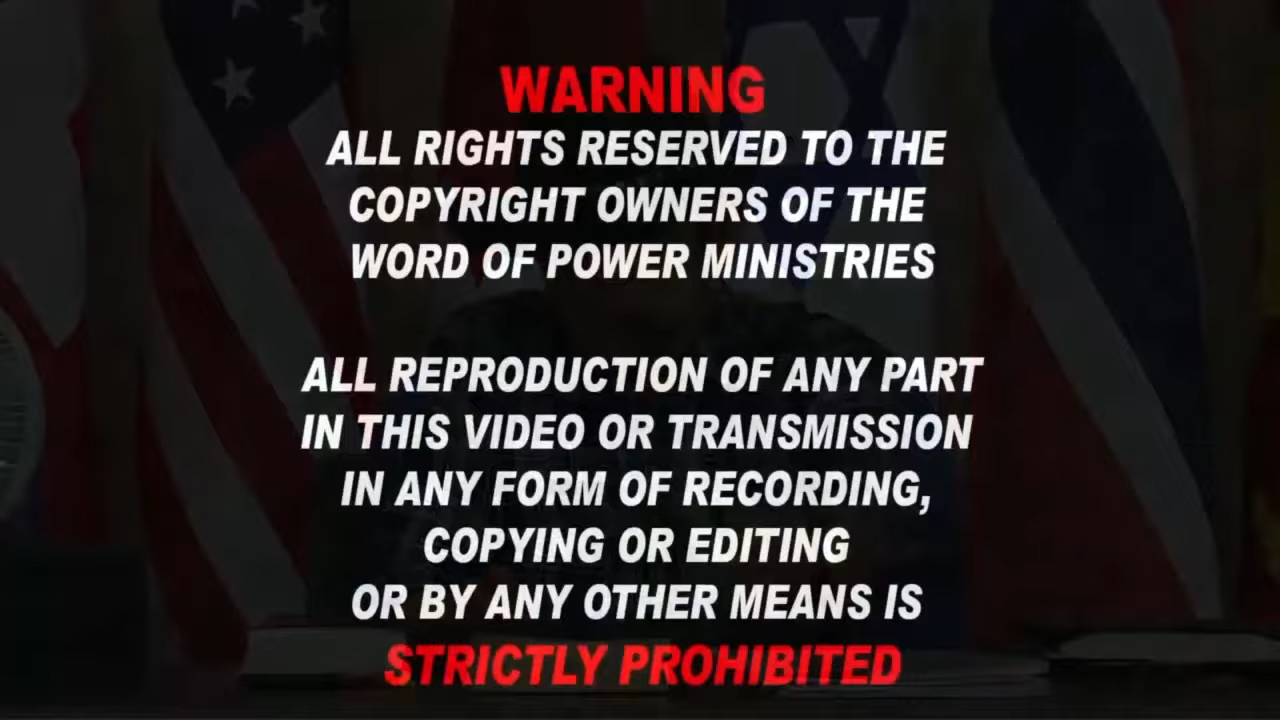 WARNING
ALL RIGHTS RESERVED TO THE
COPYRIGHT OWNERS OF THE
WORD OF POWER MINISTRIES
ALL REPRODUCTION OF ANY PART
IN THIS VIDEO OR TRANSMISSION
IN ANY FORM OF RECORDING,
COPYING OR EDITING
OR BY ANY OTHER MEANS IS
STRICTLY PROHIBITED